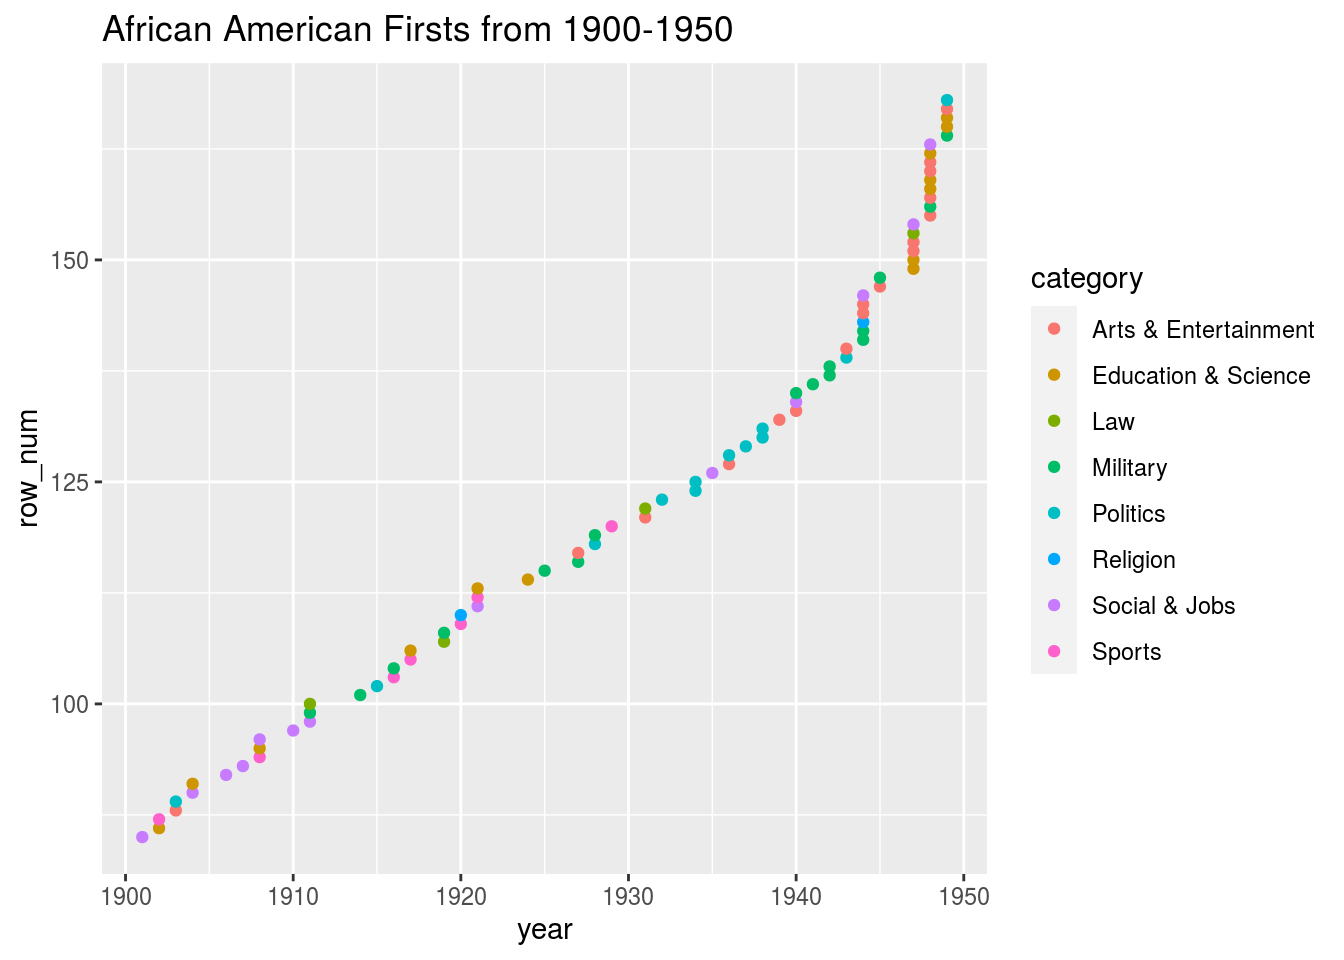 African American Firsts from 1900-1950
row_num
150
125
100
1900 1910 1920 1930 1940 1950
year
category
Arts & Entertainment
Education & Science
Law
Military
Politics
Religion
Social & Jobs
Sports